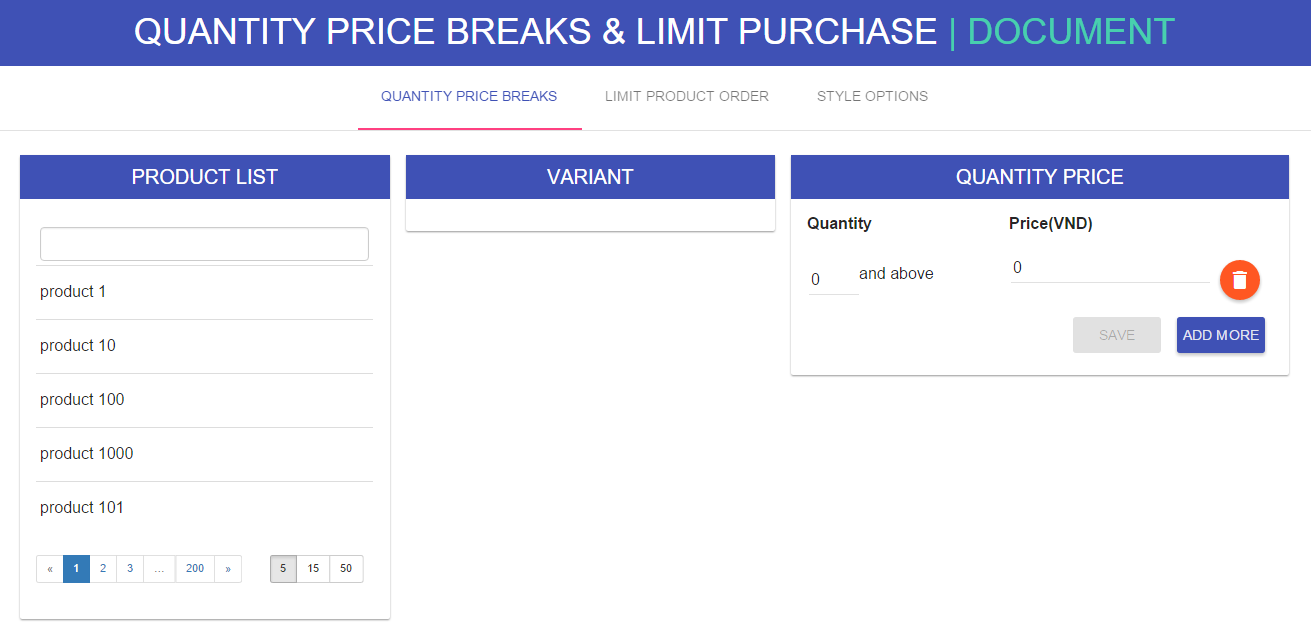 QUANTITY PRICE BREAKS & LIMIT PURCHASE | DOCUMENT
QUANTITY PRICE BREAKS
LIMIT PRODUCT ORDER
STYLE OPTIONS
PRODUCT LIST
product 1
product 10
product 100
product 1000
product 101
« 1 2 3 ... 200 »
5 15 50
VARIANT
QUANTITY PRICE
Quantity Price(VND)
0 and above 0
SAVE ADD MORE